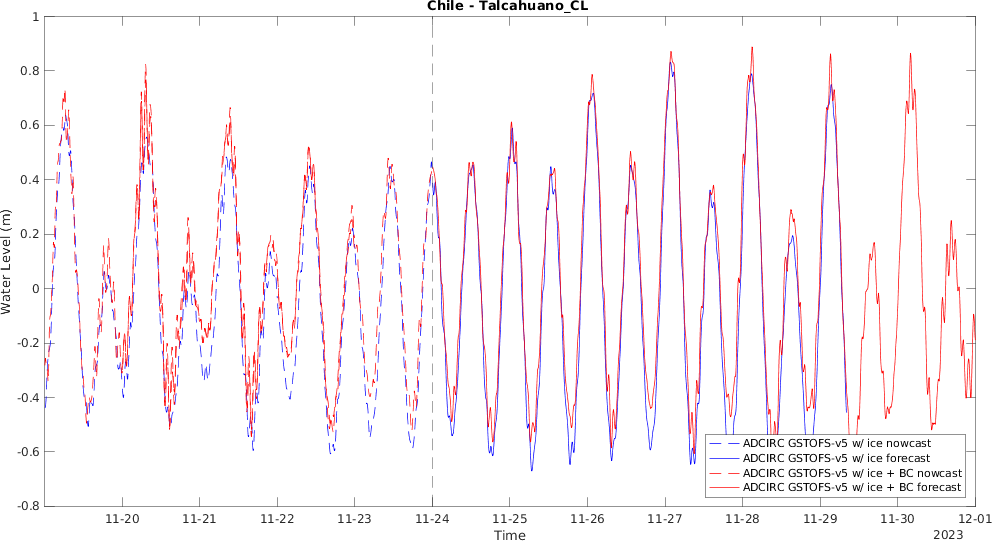 Chile - Talcahuano_CL
1
0.8
0.6
0.4
0.2
0
-0.2
-0.4
-0.6
-0.8
Water Level (m)
ADCIRC GSTOFS-v5 w/ ice nowcast
ADCIRC GSTOFS-v5 w/ ice forecast
ADCIRC GSTOFS-v5 w/ ice + BC nowcast
ADCIRC GSTOFS-v5 w/ ice + BC forecast
11-20 11-21 11-22 11-23 11-24 11-25 11-26 11-27 11-28 11-29 11-30 12-01
Time
2023